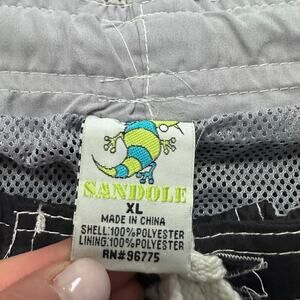 SANDOLE
XL
MADE IN CHINA
SHELL:100%POLYESTER
LINING:100%POLYESTER
RN#96775